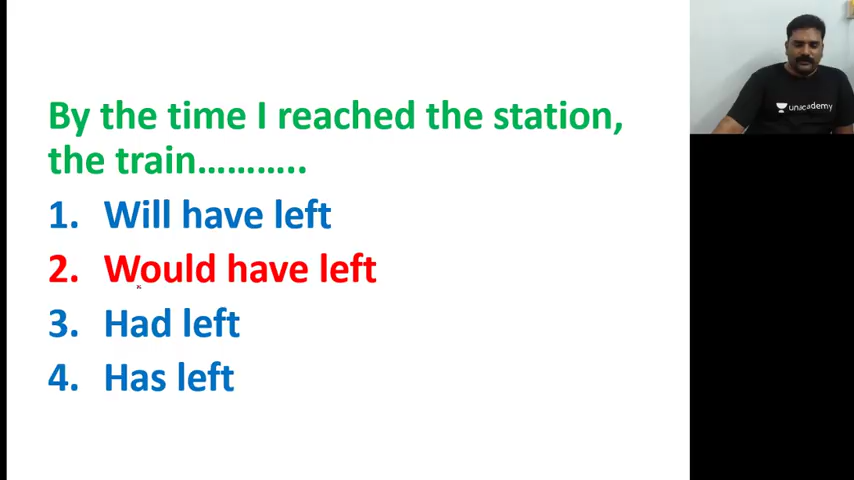 By the time I reached the station,
the train………..
1. Will have left
2. Would have left
3. Had left
4. Has left
unacademy